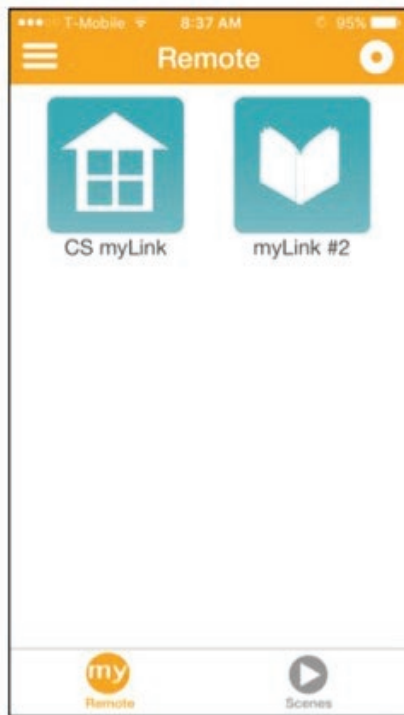 T-Mobile 8:37 AM 95%
Remote
CS myLink myLink #2
my
Remote Scenes